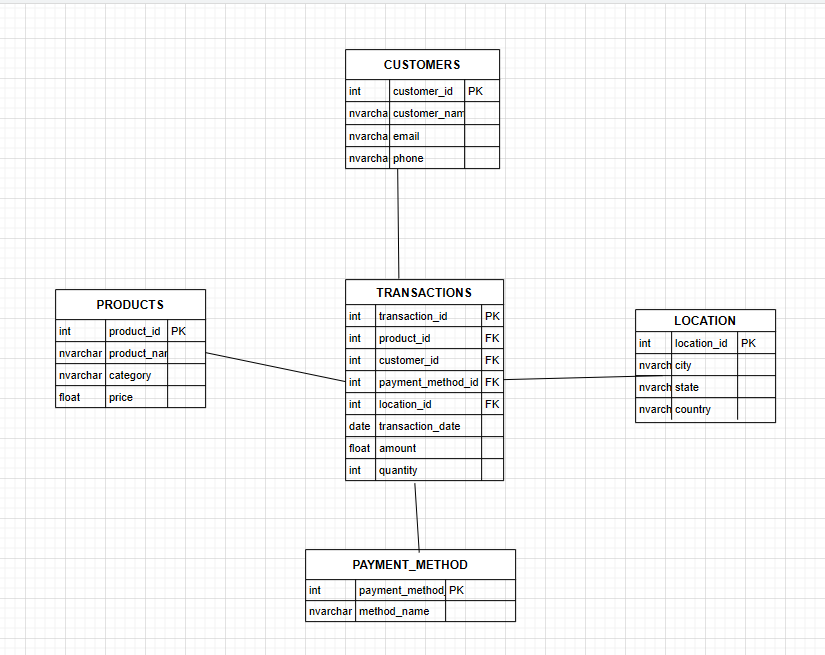 CUSTOMERS
int customer_id PK
nvarcha customer_nam
nvarcha email
nvarcha phone
TRANSACTIONS
int transaction_id PK
int product_id FK
int customer_id FK
int payment_method_id FK
int location_id FK
date transaction_date
float amount
int quantity
PRODUCTS
int product_id PK
nvarchar product_nar
nvarchar category
float price
LOCATION
int location_id PK
nvarch city
nvarch state
nvarch country
PAYMENT_METHOD
int payment_method_ PK
nvarchar method_name